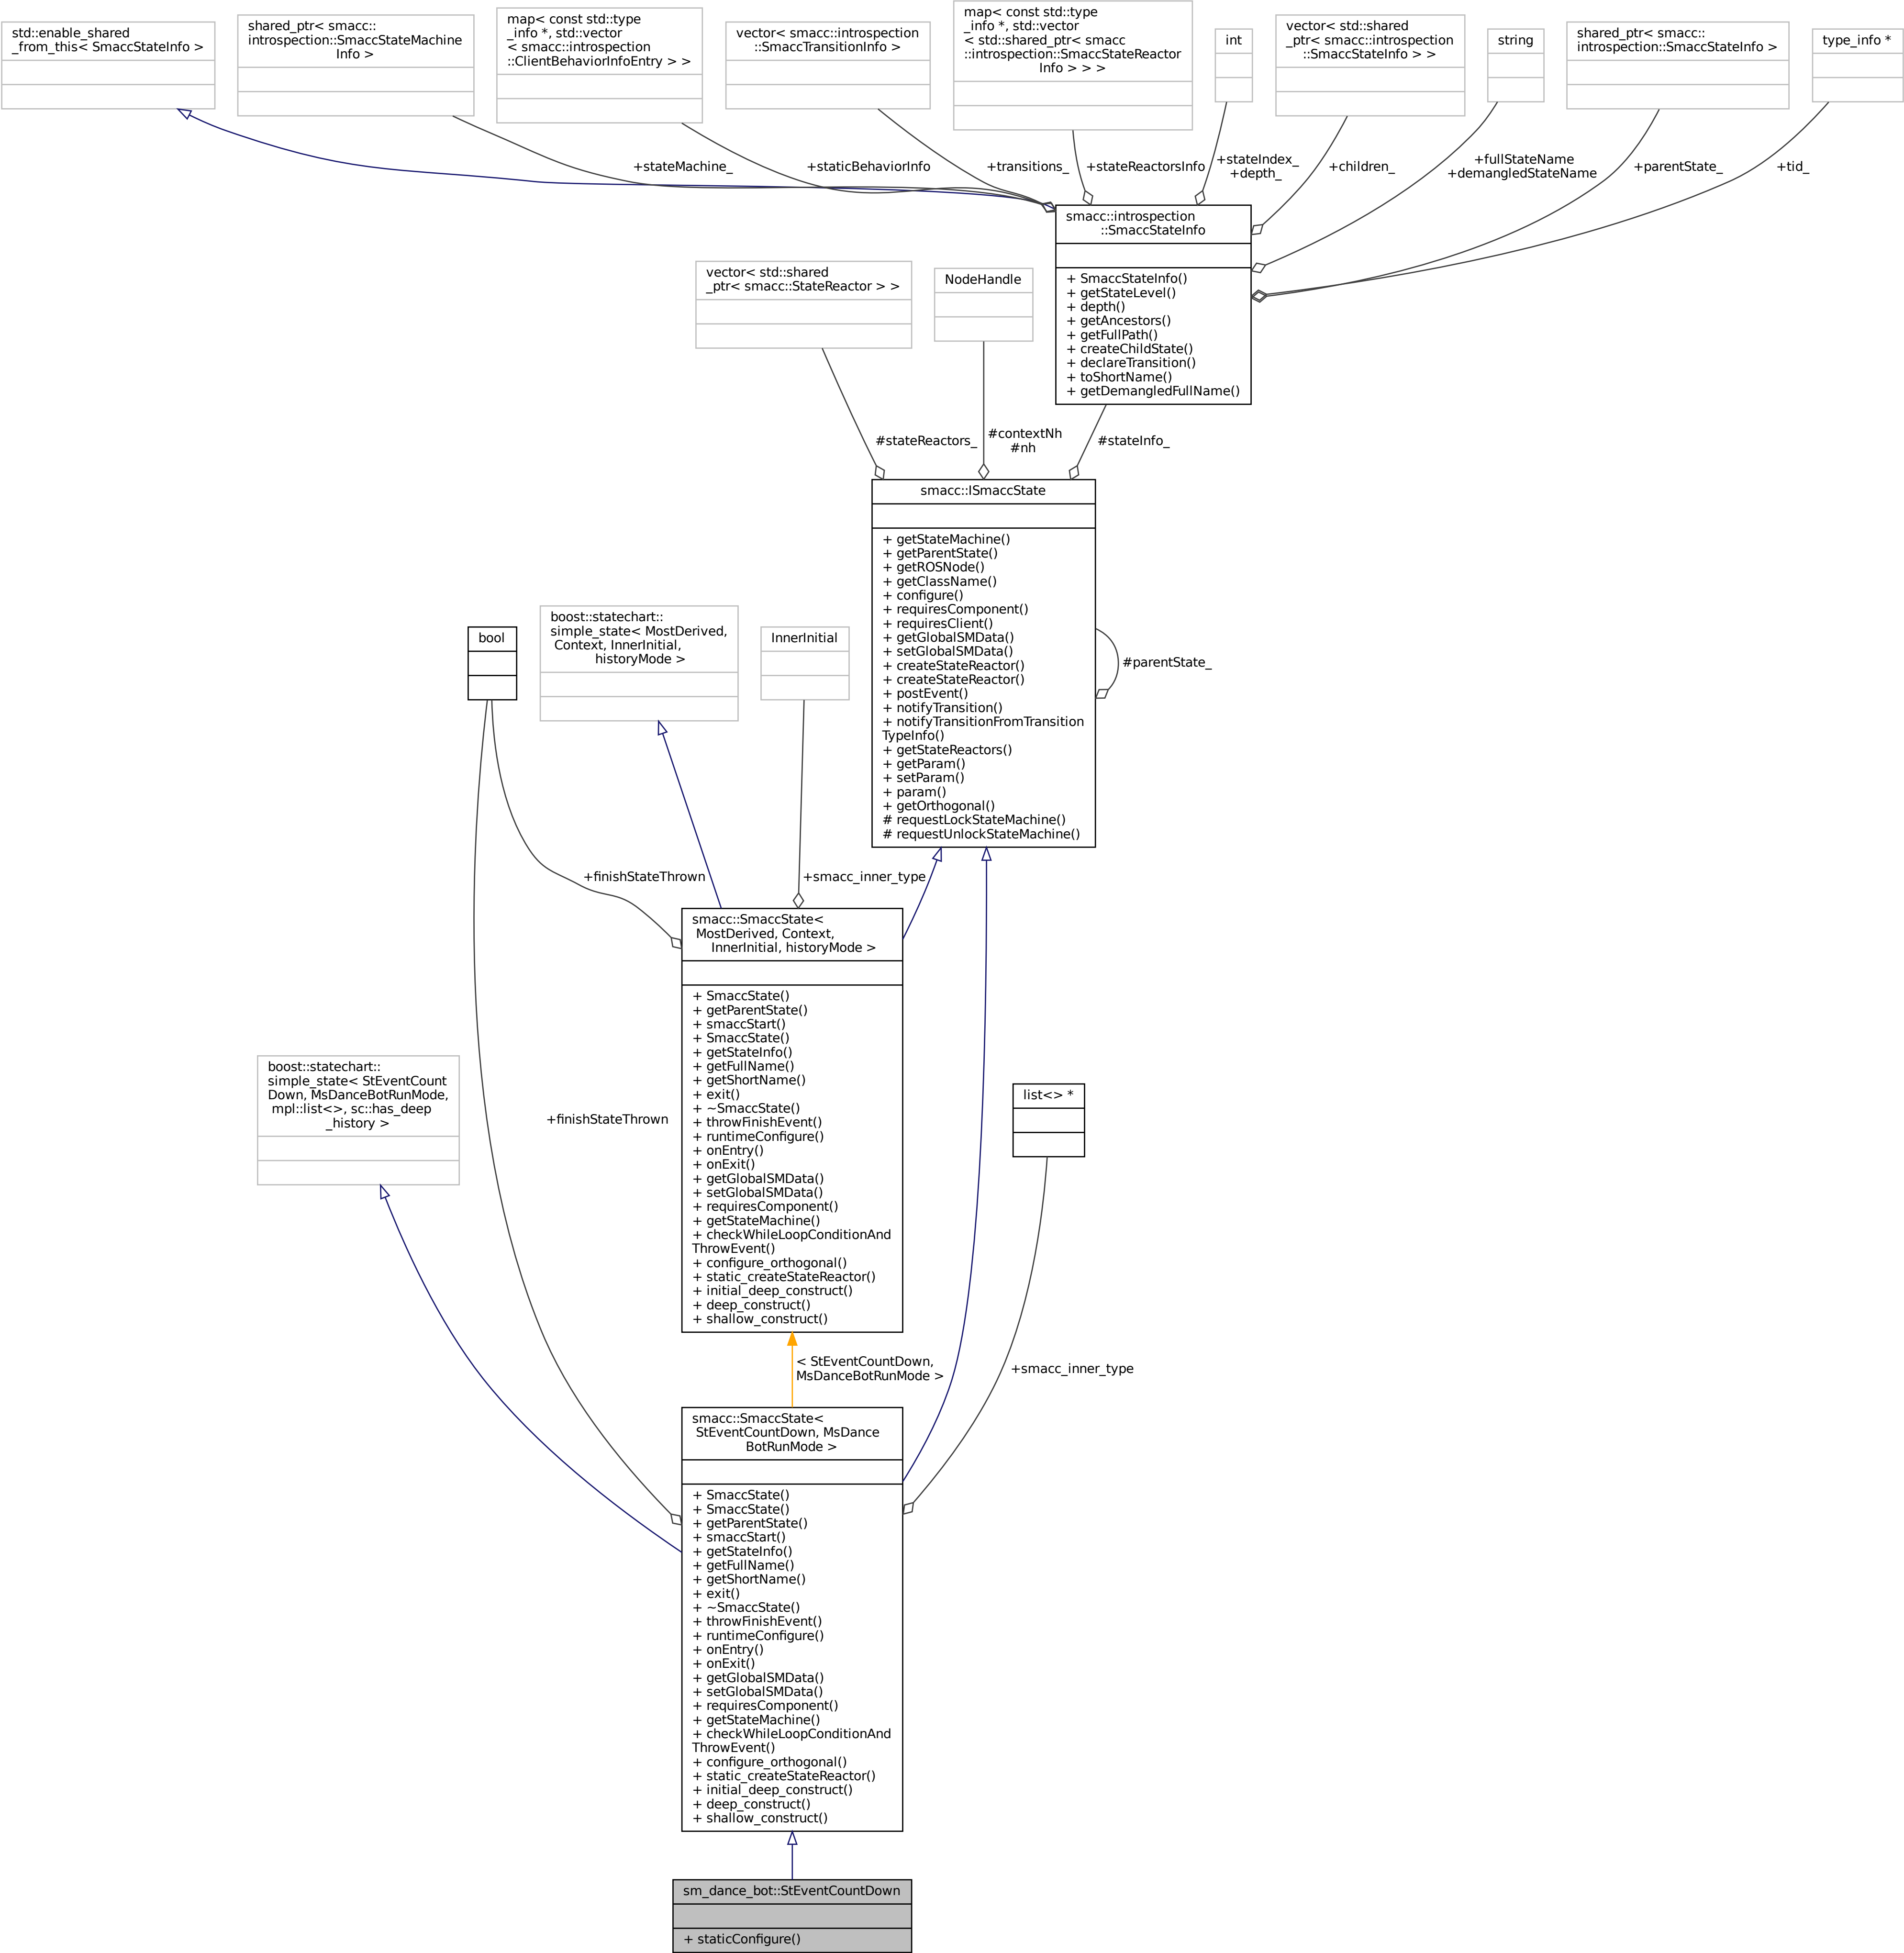 std::enable_shared
_from_this< SmaccStateInfo >
shared_ptr< smacc::
introspection::SmaccStateMachine
Info >
map< const std::type
_info *, std::vector
< smacc::introspection
::ClientBehaviorInfoEntry > >
vector< smacc::introspection
::SmaccTransitionInfo >
map< const std::type
_info *, std::vector
< std::shared_ptr< smacc
::introspection::SmaccStateReactor
Info > > >
int
vector< std::shared
_ptr< smacc::introspection
::SmaccStateInfo > >
string
shared_ptr< smacc::
introspection::SmaccStateInfo >
type_info *
+stateMachine_
+staticBehaviorInfo
+transitions_
+stateReactorsInfo
+stateIndex_
+depth_
+children_
+fullStateName
+demangledStateName
+parentState_
+tid_
smacc::introspection
::SmaccStateInfo
+ SmaccStateInfo()
+ getStateLevel()
+ depth()
+ getAncestors()
+ getFullPath()
+ createChildState()
+ declareTransition()
+ toShortName()
+ getDemangledFullName()
vector< std::shared
_ptr< smacc::StateReactor > >
NodeHandle
#stateReactors_
#contextNh
#nh
#stateInfo_
smacc::ISmaccState
+ getStateMachine()
+ getParentState()
+ getROSNode()
+ getClassName()
+ configure()
+ requiresComponent()
+ requiresClient()
+ getGlobalSMData()
+ setGlobalSMData()
+ createStateReactor()
+ createStateReactor()
+ postEvent()
+ notifyTransition()
+ notifyTransitionFromTransition
TypeInfo()
+ getStateReactors()
+ getParam()
+ setParam()
+ param()
+ getOrthogonal()
# requestLockStateMachine()
# requestUnlockStateMachine()
#parentState_
bool
boost::statechart::
simple_state< MostDerived,
Context, InnerInitial,
historyMode >
InnerInitial
+finishStateThrown
+smacc_inner_type
smacc::SmaccState<
MostDerived, Context,
InnerInitial, historyMode >
+ SmaccState()
+ getParentState()
+ smaccStart()
+ SmaccState()
+ getStateInfo()
+ getFullName()
+ getShortName()
+ exit()
+ ~SmaccState()
+ throwFinishEvent()
+ runtimeConfigure()
+ onEntry()
+ onExit()
+ getGlobalSMData()
+ setGlobalSMData()
+ requiresComponent()
+ getStateMachine()
+ checkWhileLoopConditionAnd
ThrowEvent()
+ configure_orthogonal()
+ static_createStateReactor()
+ initial_deep_construct()
+ deep_construct()
+ shallow_construct()
boost::statechart::
simple_state< StEventCount
Down, MsDanceBotRunMode,
mpl::list<>, sc::has_deep
_history >
+finishStateThrown
list<> *
< StEventCountDown,
MsDanceBotRunMode >
+smacc_inner_type
smacc::SmaccState<
StEventCountDown, MsDance
BotRunMode >
+ SmaccState()
+ SmaccState()
+ getParentState()
+ smaccStart()
+ getStateInfo()
+ getFullName()
+ getShortName()
+ exit()
+ ~SmaccState()
+ throwFinishEvent()
+ runtimeConfigure()
+ onEntry()
+ onExit()
+ getGlobalSMData()
+ setGlobalSMData()
+ requiresComponent()
+ getStateMachine()
+ checkWhileLoopConditionAnd
ThrowEvent()
+ configure_orthogonal()
+ static_createStateReactor()
+ initial_deep_construct()
+ deep_construct()
+ shallow_construct()
sm_dance_bot::StEventCountDown
+ staticConfigure()